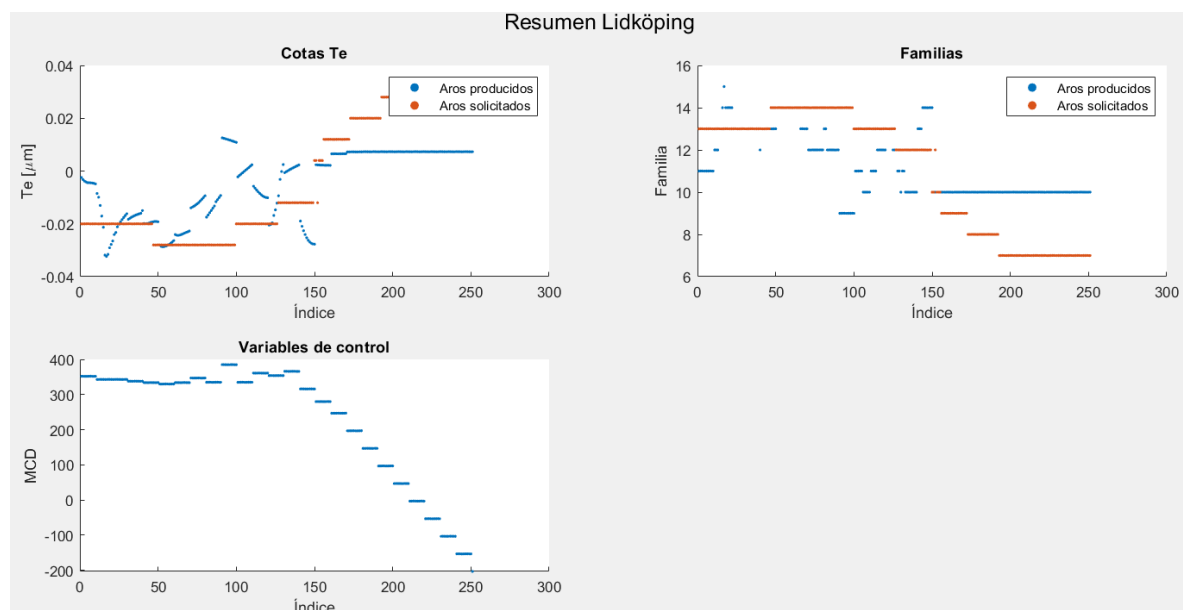 Resumen Lidköping
Cotas Te
0.04
0.02
0
-0.02
-0.04
Te [μm]
0 50 100 150 200 250 300
Índice
Aros producidos
Aros solicitados
Familias
16
14
12
10
8
6
Familia
0 50 100 150 200 250 300
Índice
Aros producidos
Aros solicitados
Variables de control
400
300
200
100
0
-100
-200
MCD
0 50 100 150 200 250 300
Índice